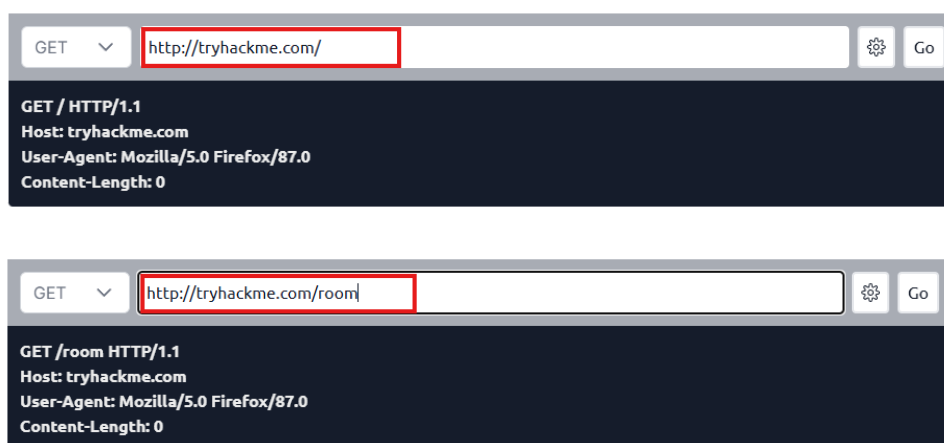 GET http://tryhackme.com/ Go
GET / HTTP/1.1
Host: tryhackme.com
User-Agent: Mozilla/5.0 Firefox/87.0
Content-Length: 0
GET http://tryhackme.com/room Go
GET /room HTTP/1.1
Host: tryhackme.com
User-Agent: Mozilla/5.0 Firefox/87.0
Content-Length: 0